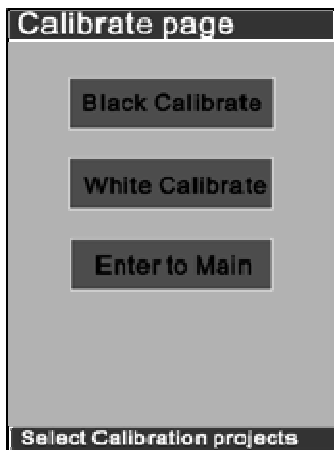 Calibrate page
Black Calibrate
White Calibrate
Enter to Main
Select Calibration projects